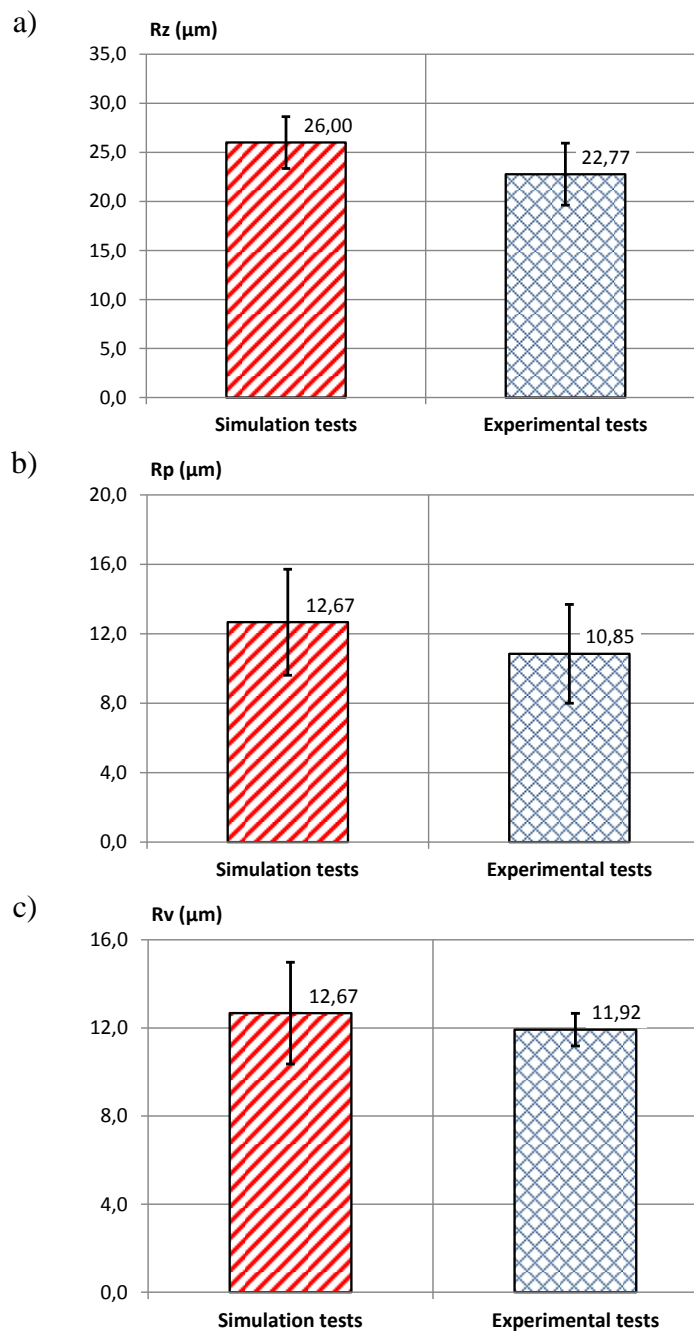 a)
Rz (µm)
35,0
30,0
25,0
20,0
15,0
10,0
5,0
0,0
26,00
22,77
Simulation tests Experimental tests
b)
Rp (µm)
20,0
16,0
12,0
8,0
4,0
0,0
12,67
10,85
Simulation tests Experimental tests
c)
Rv (µm)
16,0
12,0
8,0
4,0
0,0
12,67
11,92
Simulation tests Experimental tests